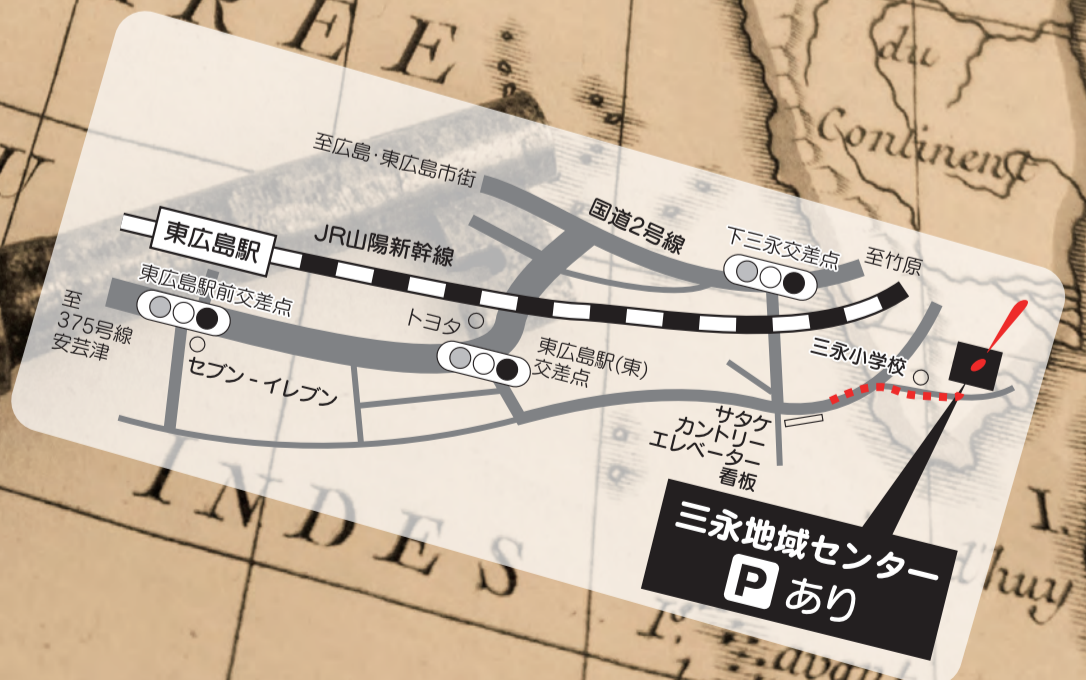 REE
du
Continent
至広島・東広島市街
国道2号線
下三永交差点
至竹原
東広島駅
JR山陽新幹線
東広島駅前交差点
至
375号線
安芸津
トヨタ
東広島駅(東)
交差点
セブン-イレブン
三永小学校
サタケ
カントリー
エレベーター
看板
三永地域センター
P あり
INDES
I.
d'huy